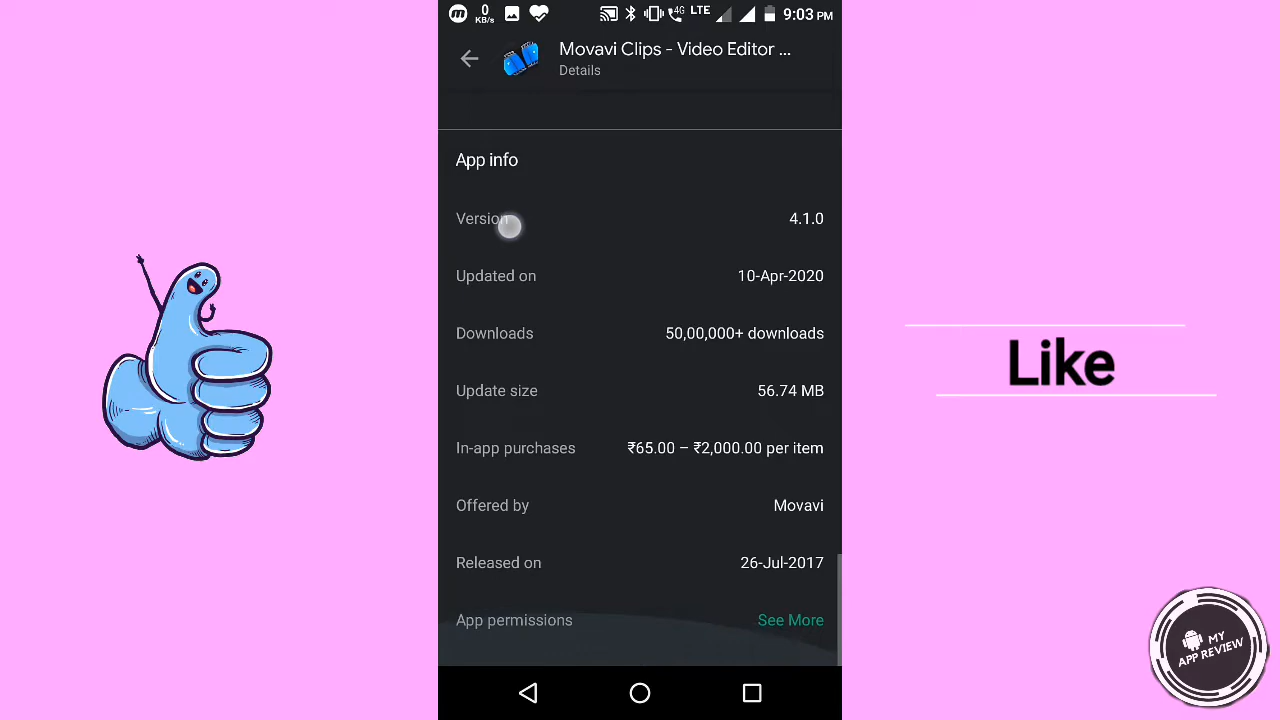 0 KB/s 4G LTE 9:03 PM
Movavi Clips - Video Editor ...
Details
App info
Version 4.1.0
Updated on 10-Apr-2020
Downloads 50,00,000+ downloads
Update size 56.74 MB
In-app purchases ₹65.00 – ₹2,000.00 per item
Offered by Movavi
Released on 26-Jul-2017
App permissions See More
Like
MY
APP REVIEW